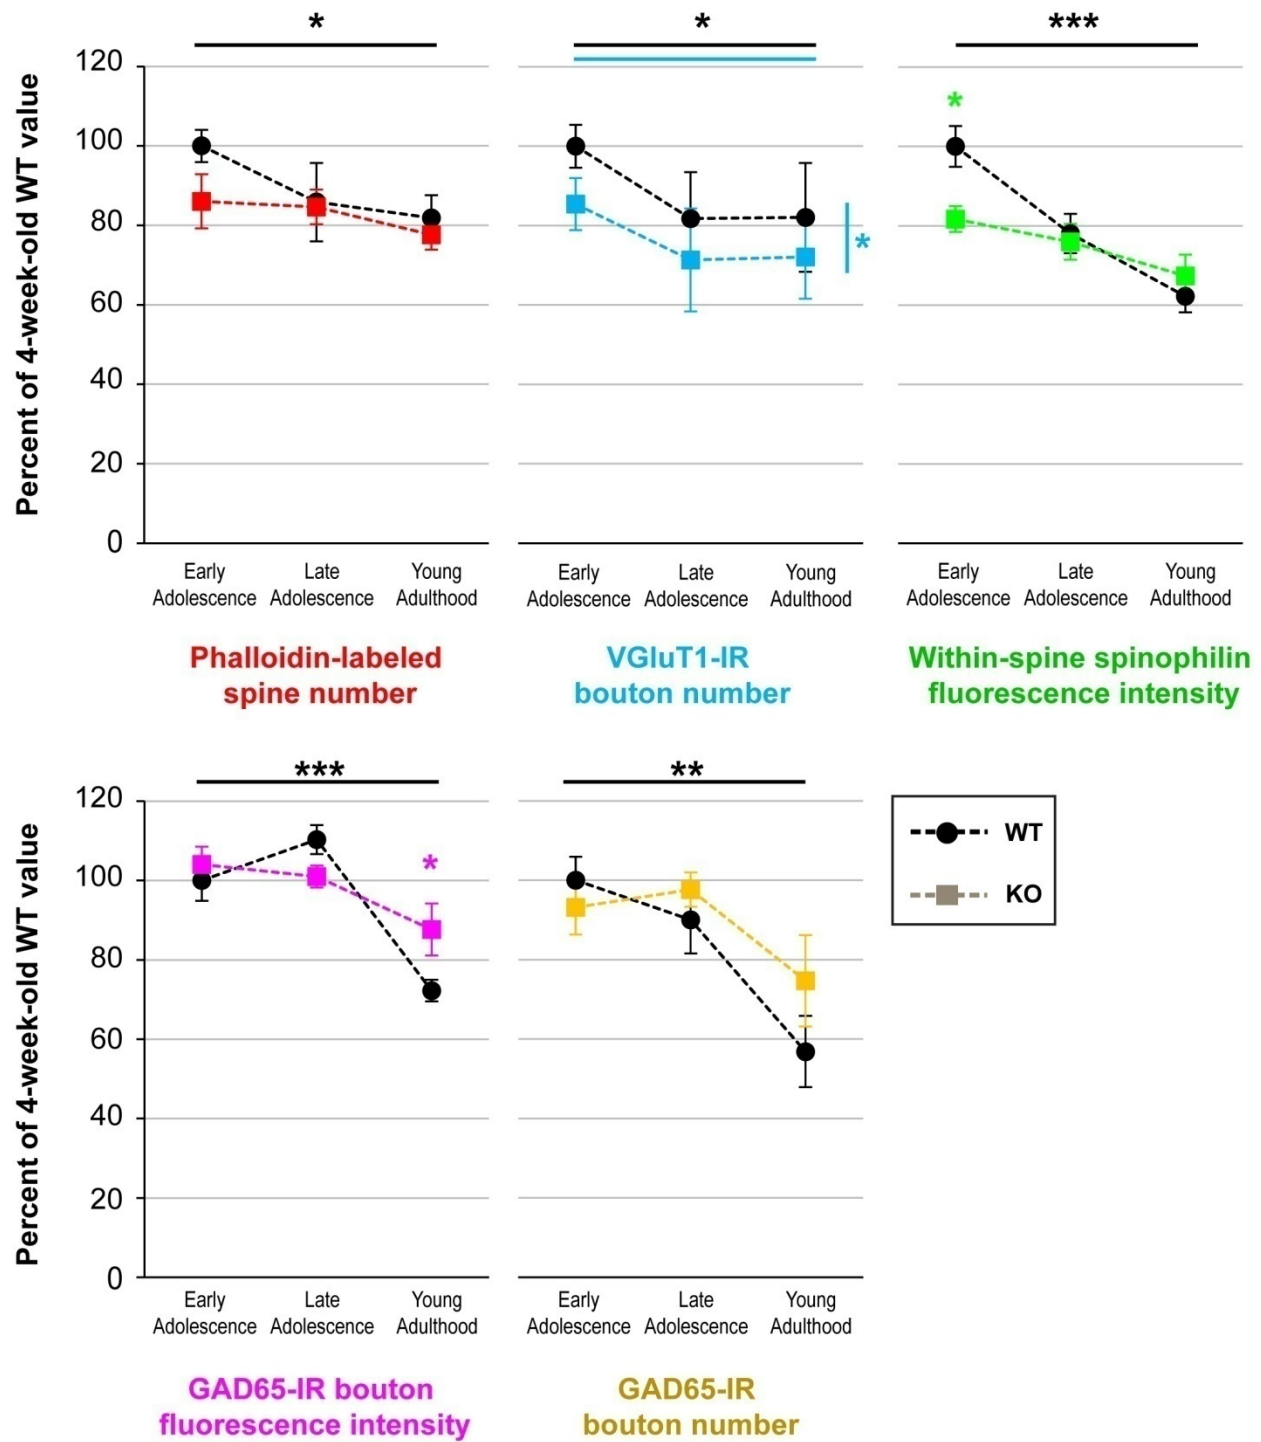 *
*
***
Percent of 4-week-old WT value
120
100
80
60
40
20
0
*
*
Early Adolescence
Late Adolescence
Young Adulthood
Early Adolescence
Late Adolescence
Young Adulthood
Early Adolescence
Late Adolescence
Young Adulthood
Phalloidin-labeled
spine number
VGluT1-IR
bouton number
Within-spine spinophilin
fluorescence intensity
***
**
Percent of 4-week-old WT value
120
100
80
60
40
20
0
*
WT
KO
Early Adolescence
Late Adolescence
Young Adulthood
Early Adolescence
Late Adolescence
Young Adulthood
GAD65-IR bouton
fluorescence intensity
GAD65-IR
bouton number